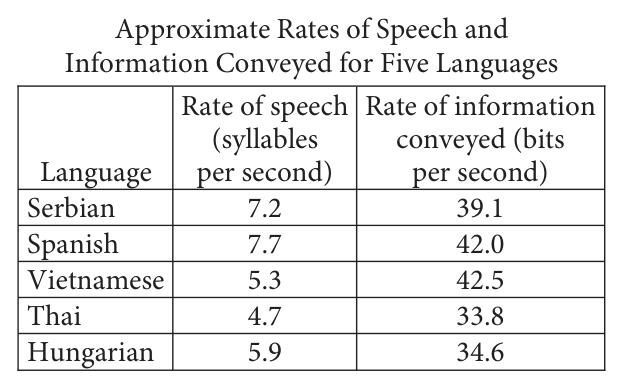 Approximate Rates of Speech and
Information Conveyed for Five Languages
Language
Rate of speech
(syllables
per second)
Rate of information
conveyed (bits
per second)
Serbian 7.2 39.1
Spanish 7.7 42.0
Vietnamese 5.3 42.5
Thai 4.7 33.8
Hungarian 5.9 34.6